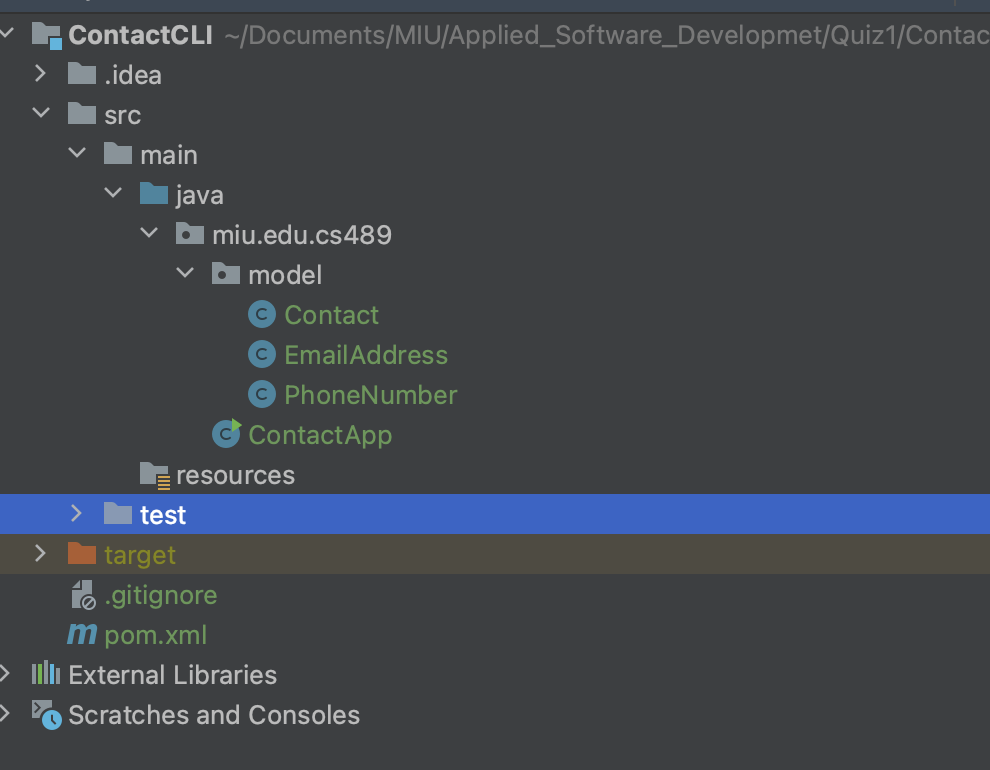 ContactCLI ~/Documents/MIU/Applied_Software_Developmet/Quiz1/Contac
.idea
src
main
java
miu.edu.cs489
model
C Contact
C EmailAddress
C PhoneNumber
C ContactApp
resources
test
target
.gitignore
m pom.xml
External Libraries
Scratches and Consoles